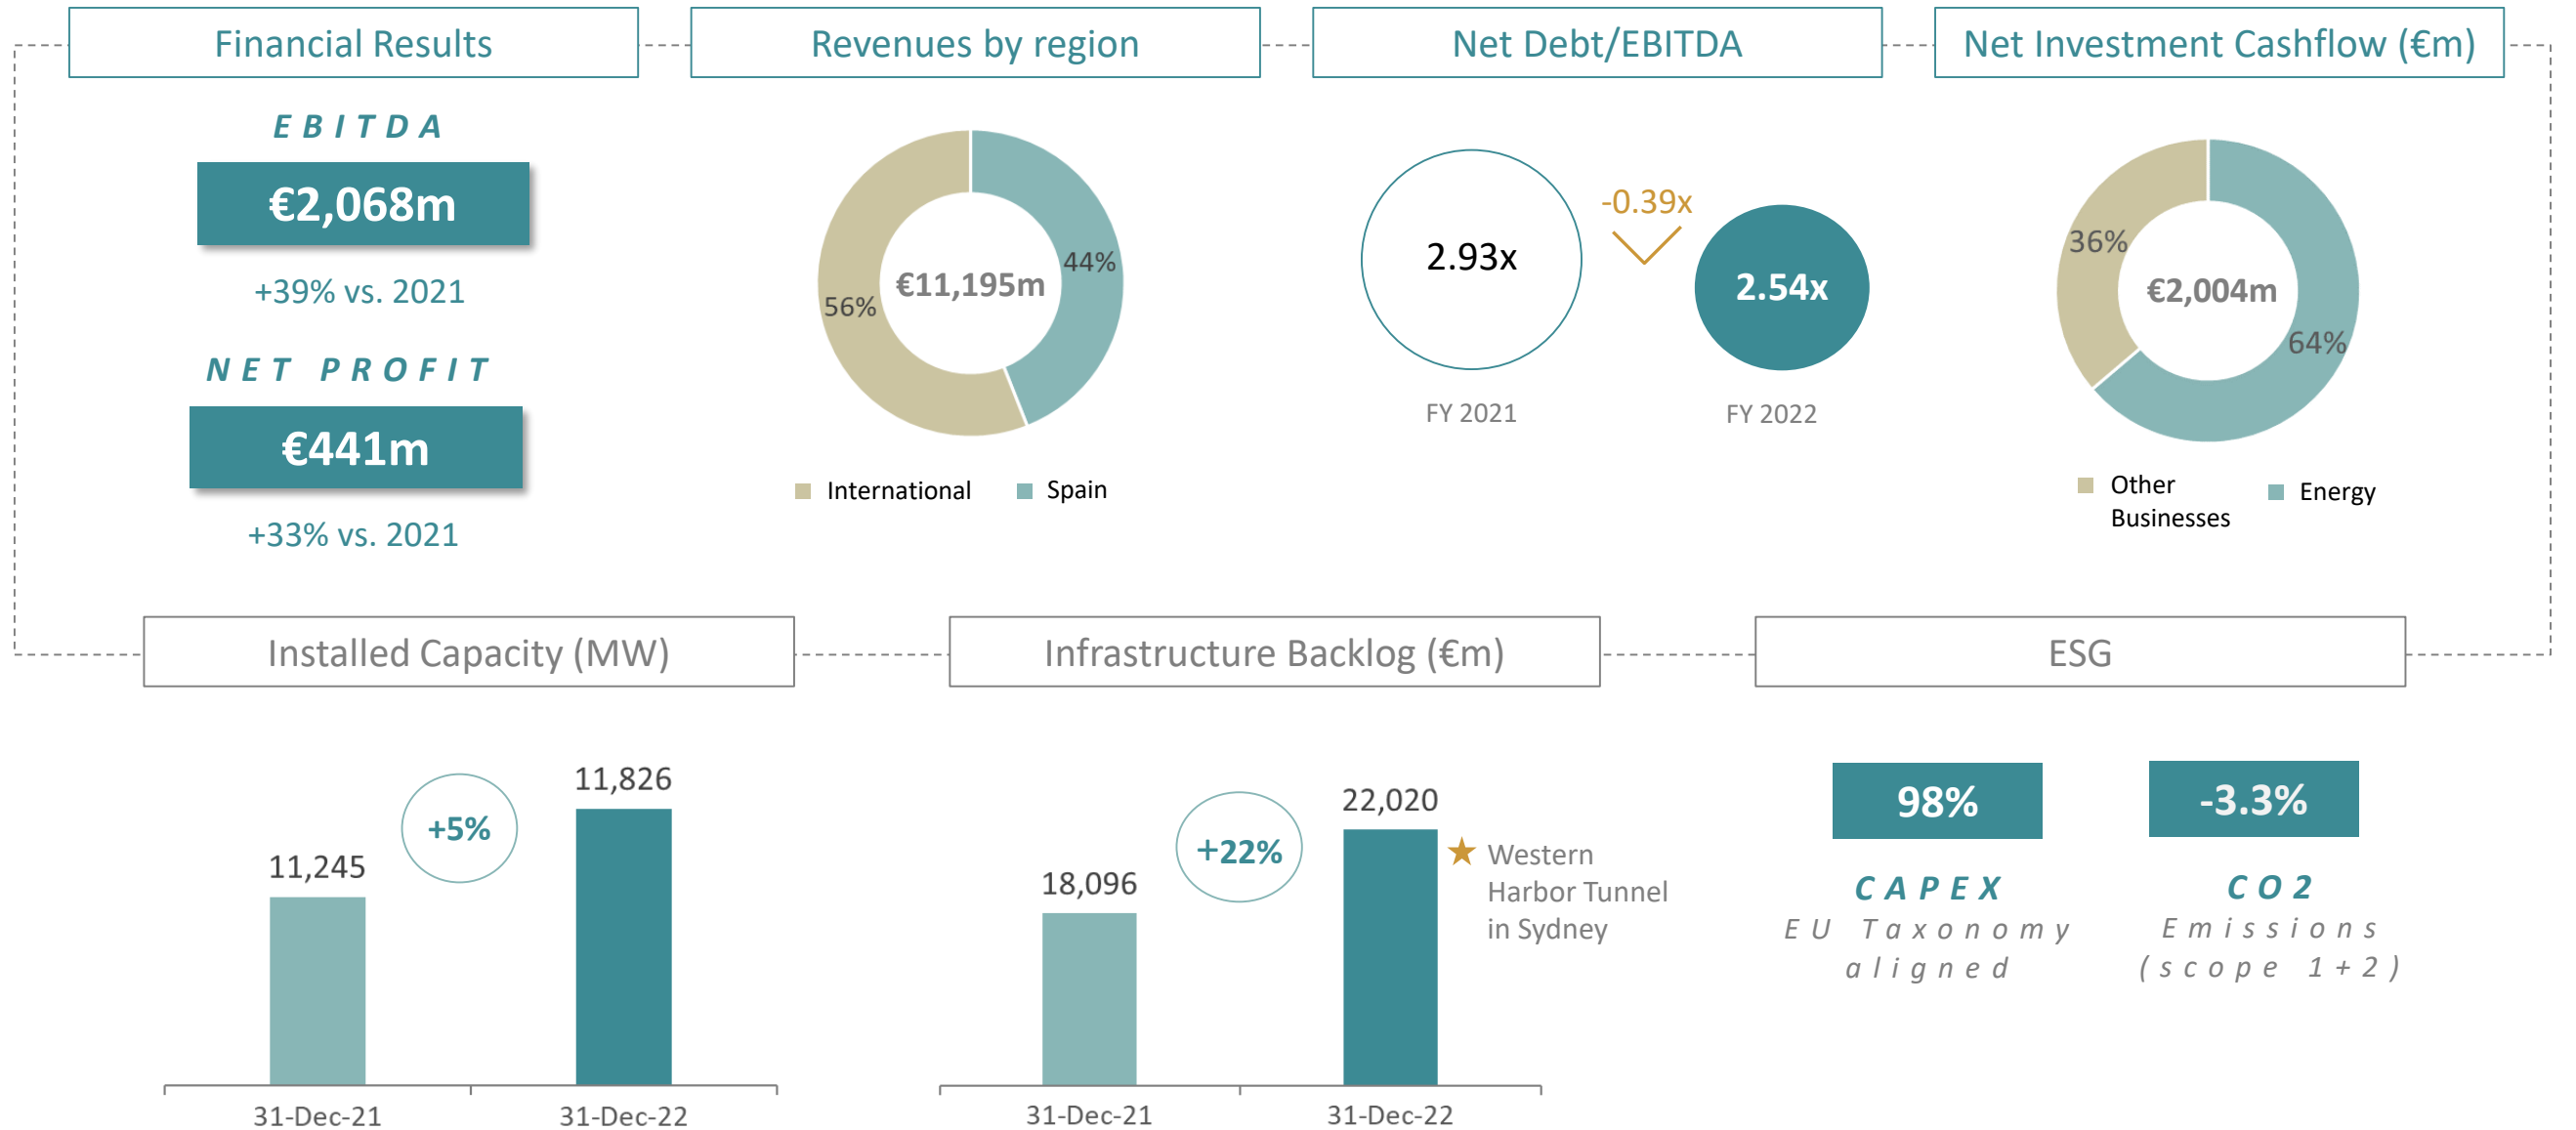 Financial Results
EBITDA
€2,068m
+39% vs. 2021
NET PROFIT
€441m
+33% vs. 2021
Revenues by region
44%
€11,195m
56%
International
Spain
Net Debt/EBITDA
2.93x
-0.39x
2.54x
FY 2021
FY 2022
Net Investment Cashflow (€m)
36%
€2,004m
64%
Other
Businesses
Energy
Installed Capacity (MW)
11,245
+5%
11,826
31-Dec-21
31-Dec-22
Infrastructure Backlog (€m)
18,096
+22%
22,020
★ Western
Harbor Tunnel
in Sydney
31-Dec-21
31-Dec-22
ESG
98%
CAPEX
EU Taxonomy
aligned
-3.3%
CO2
Emissions
(scope 1+2)